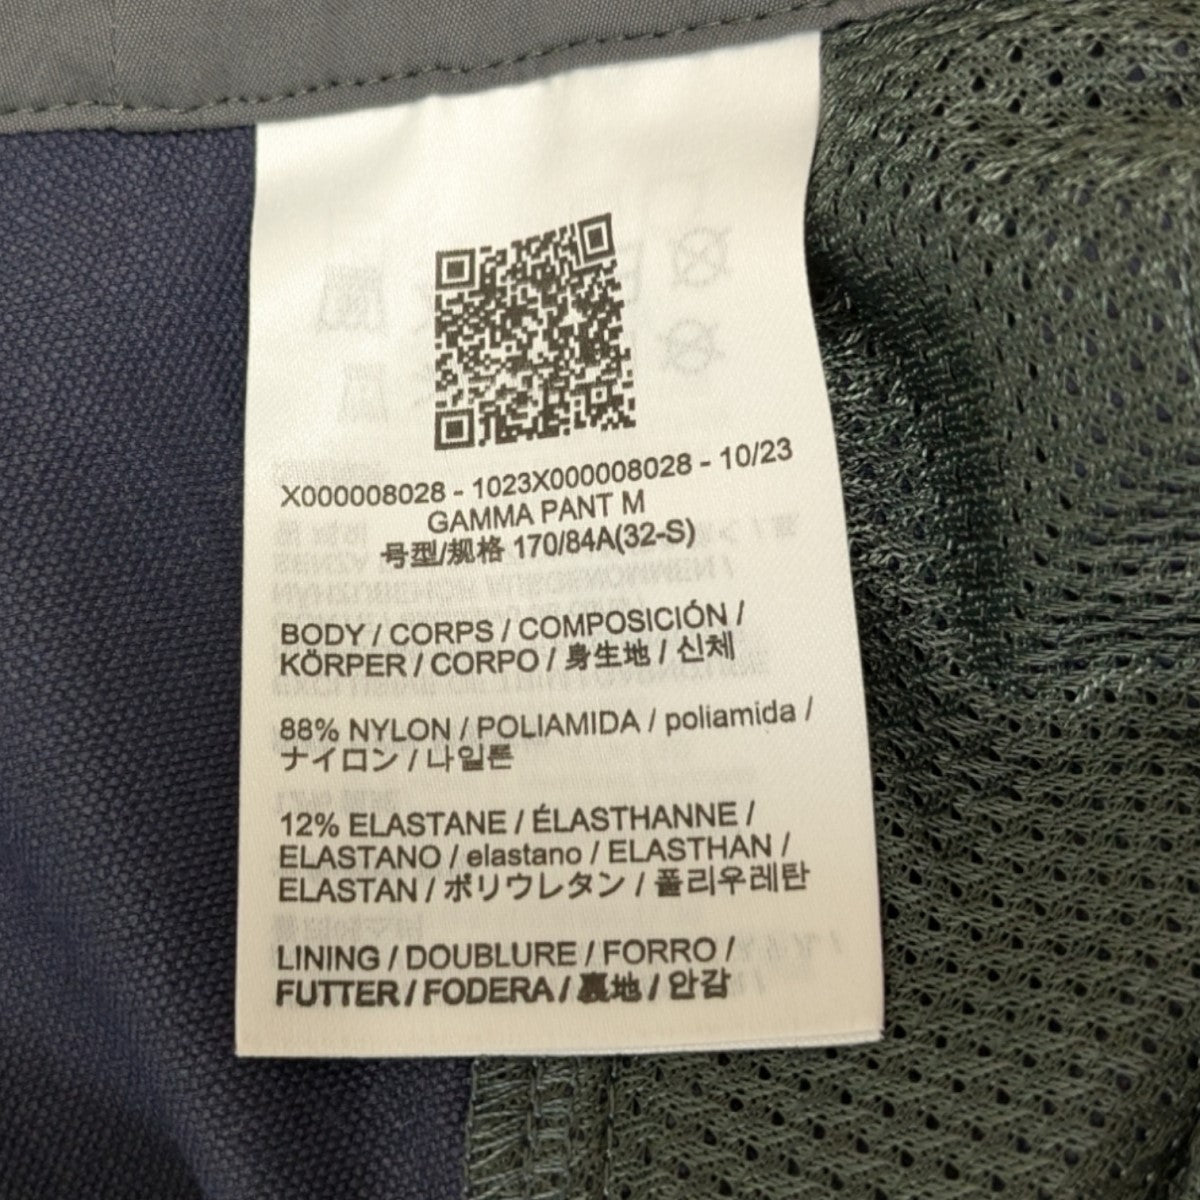 X000008028 - 1023X000008028 - 10/23
GAMMA PANT M
号型/规格 170/84A(32-S)
BODY / CORPS / COMPOSICIÓN /
KÖRPER / CORPO / 身生地 / 신체
88% NYLON / POLIAMIDA / poliamida /
ナイロン / 나일론
12% ELASTANE / ÉLASTHANNE /
ELASTANO / elastano / ELASTHAN /
ELASTAN / ポリウレタン / 폴리우레탄
LINING / DOUBLURE / FORRO /
FUTTER / FODERA / 裏地 / 안감